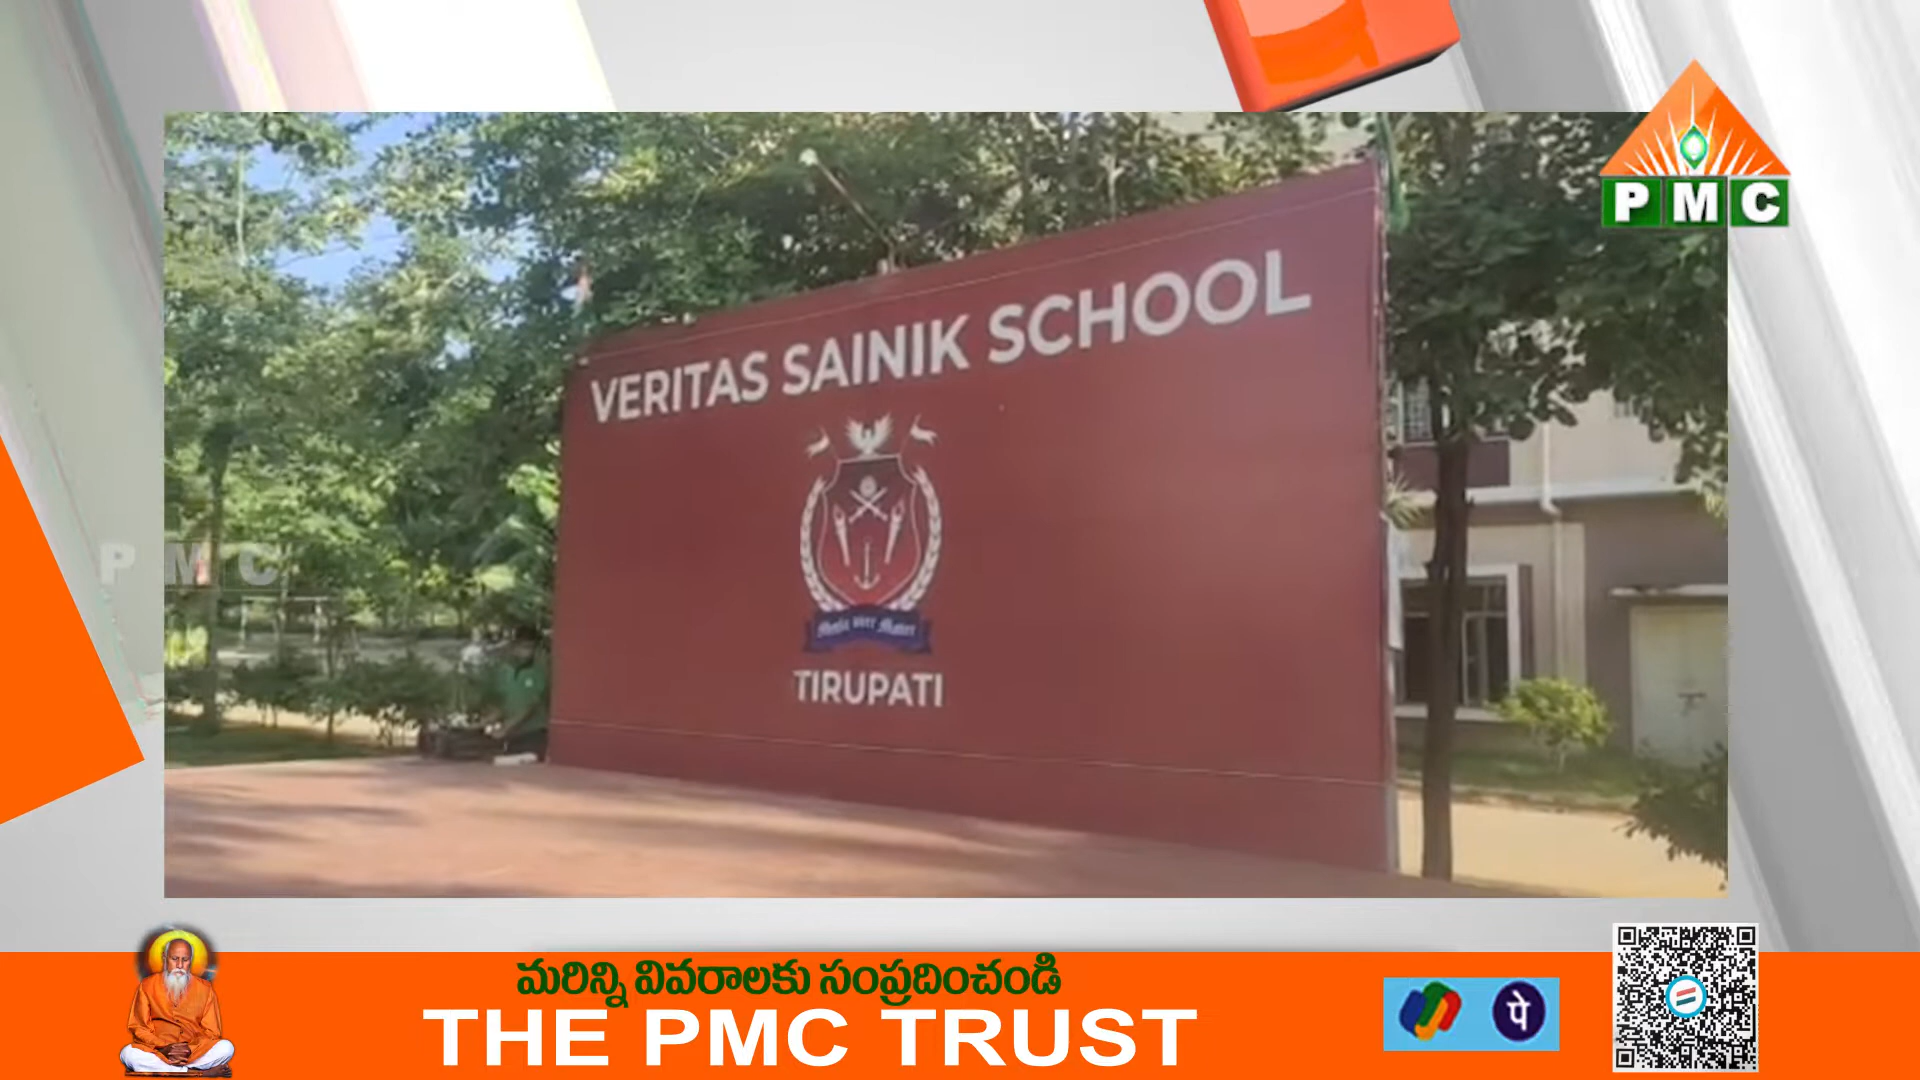 PMC
VERITAS SAINIK SCHOOL
PMC
TIRUPATI
మరిన్ని వివరాలకు సంప్రదించండి
THE PMC TRUST
पे